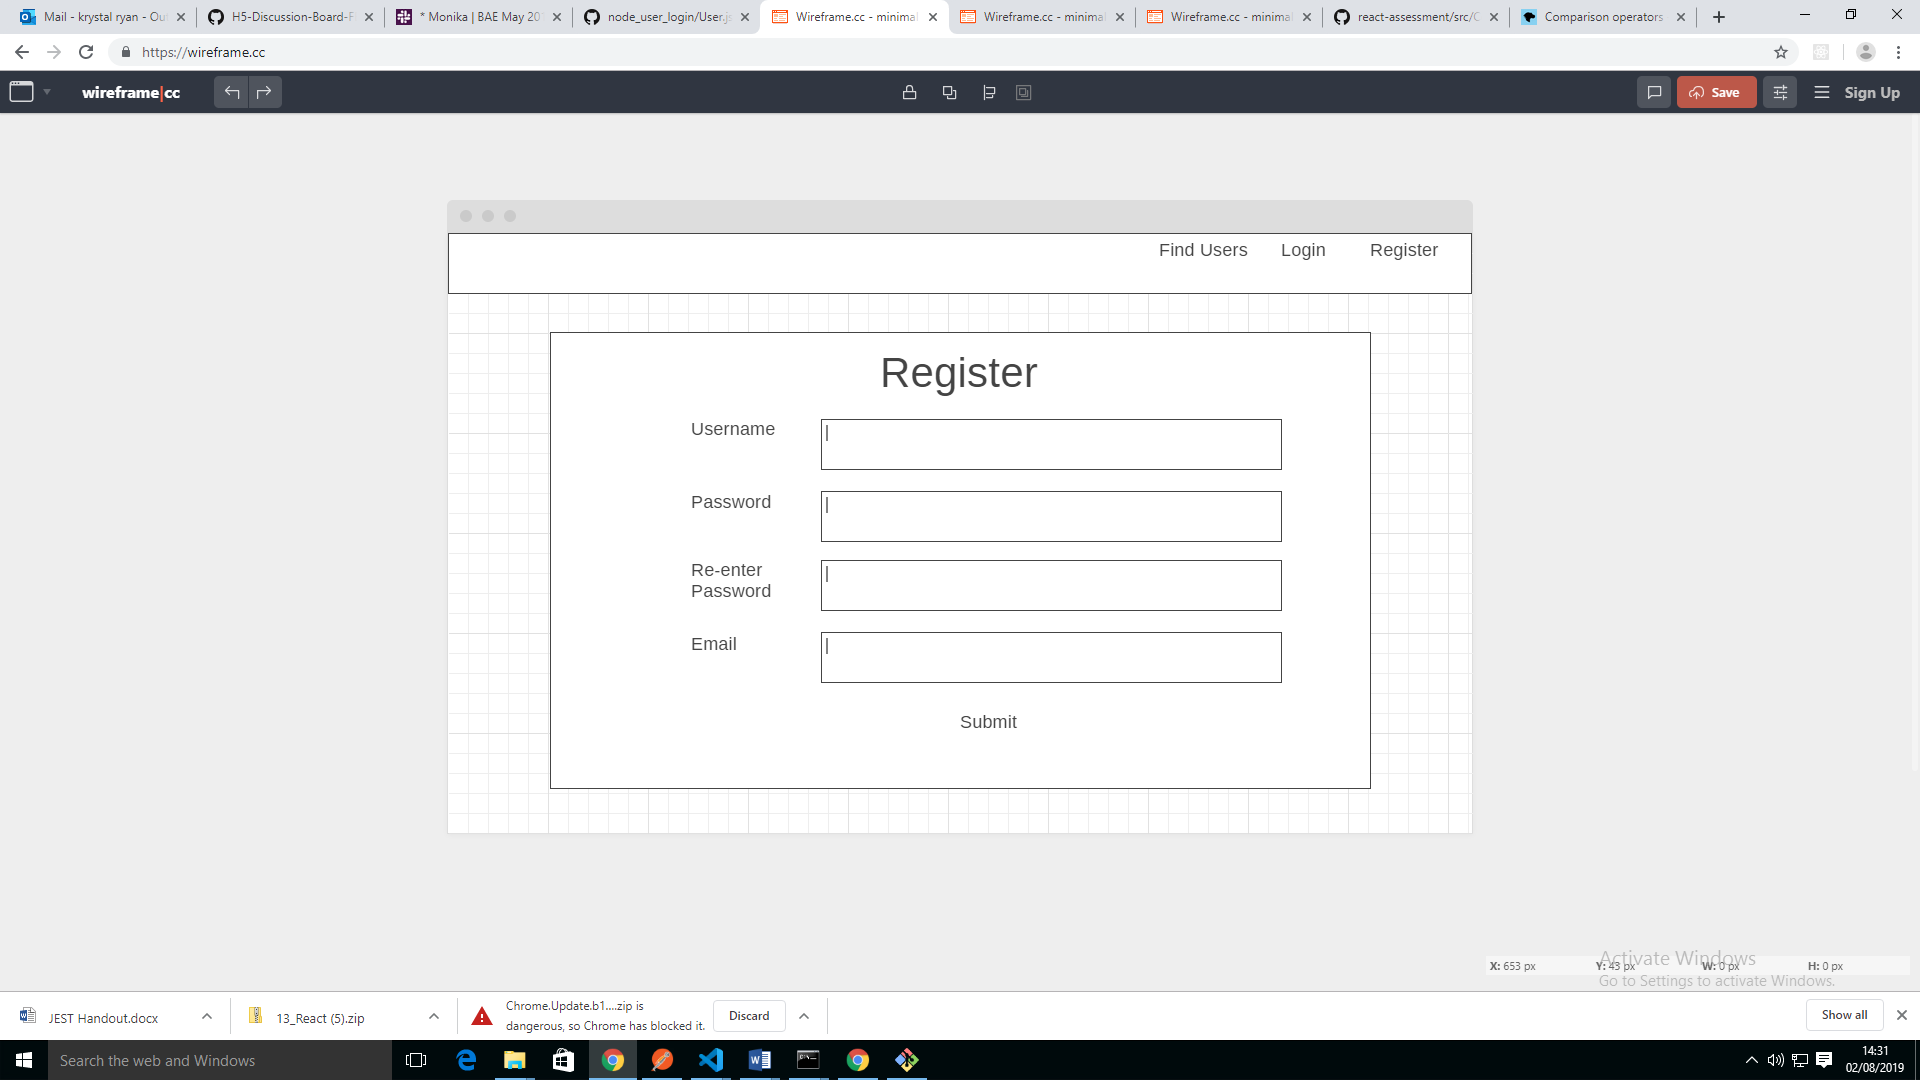 Mail - krystal ryan - Ou
H5-Discussion-Board-F
* Monika | BAE May 20
node_user_login/User.js
Wireframe.cc - minimal
Wireframe.cc - minimal
Wireframe.cc - minimal
react-assessment/src/C
Comparison operators
https://wireframe.cc
wireframe|cc
Save
Sign Up
Find Users Login Register
Register
Username
Password
Re-enter
Password
Email
Submit
Activate Windows
X: 653 px Y: 43 px W: 0 px H: 0 px
Go to Settings to activate Windows.
JEST Handout.docx
13_React (5).zip
Chrome.Update.b1....zip is
dangerous, so Chrome has blocked it.
Discard
Show all
Search the web and Windows
14:31
02/08/2019